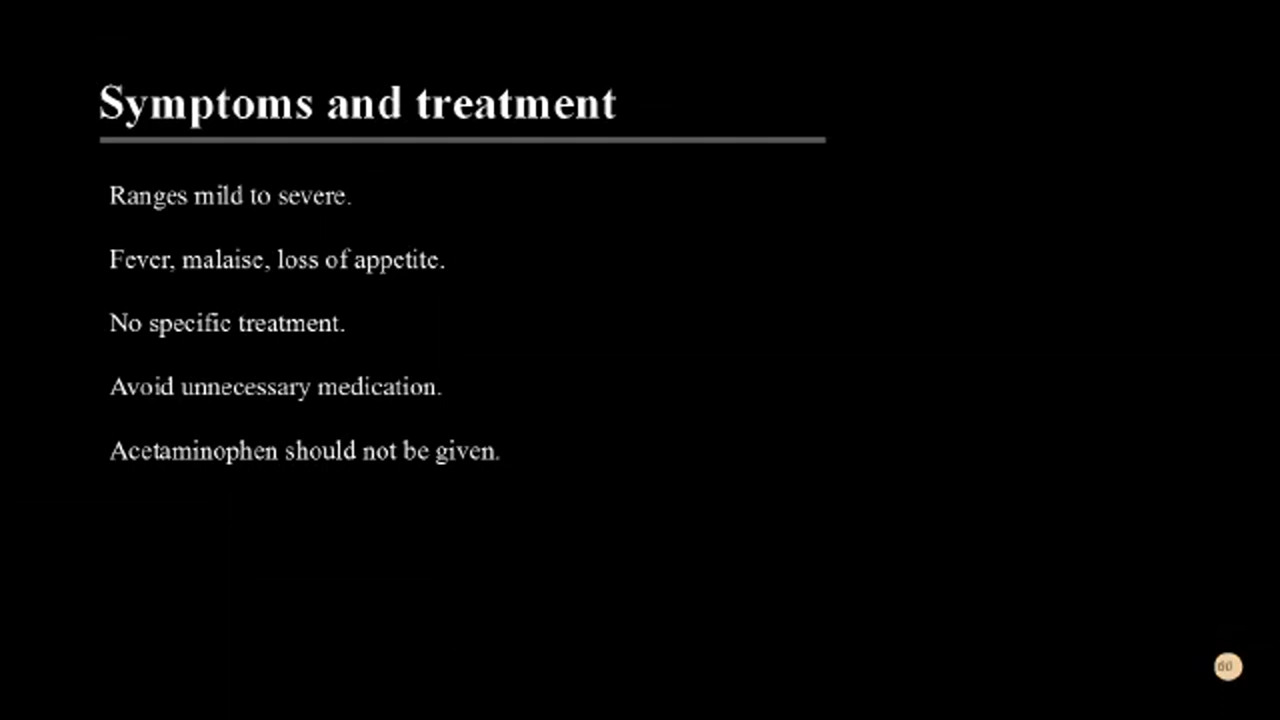 Symptoms and treatment
Ranges mild to severe.
Fever, malaise, loss of appetite.
No specific treatment.
Avoid unnecessary medication.
Acetaminophen should not be given.
60